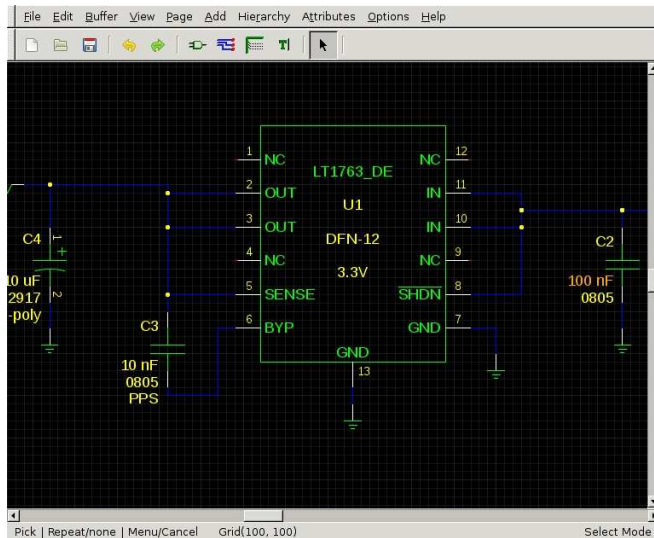 File Edit Buffer View Page Add Hierarchy Attributes Options Help
1 NC
12 NC
LT1763_DE
2 OUT
IN 11
U1
3 OUT
IN 10
DFN-12
4 NC
NC 9
3.3V
5 SENSE
SHDN 8
6 BYP
GND 7
GND
13
C4
1
+
10 uF
2917
-poly
2
C3
10 nF
0805
PPS
C2
100 nF
0805
Pick | Repeat/none | Menu/Cancel Grid(100, 100) Select Mode